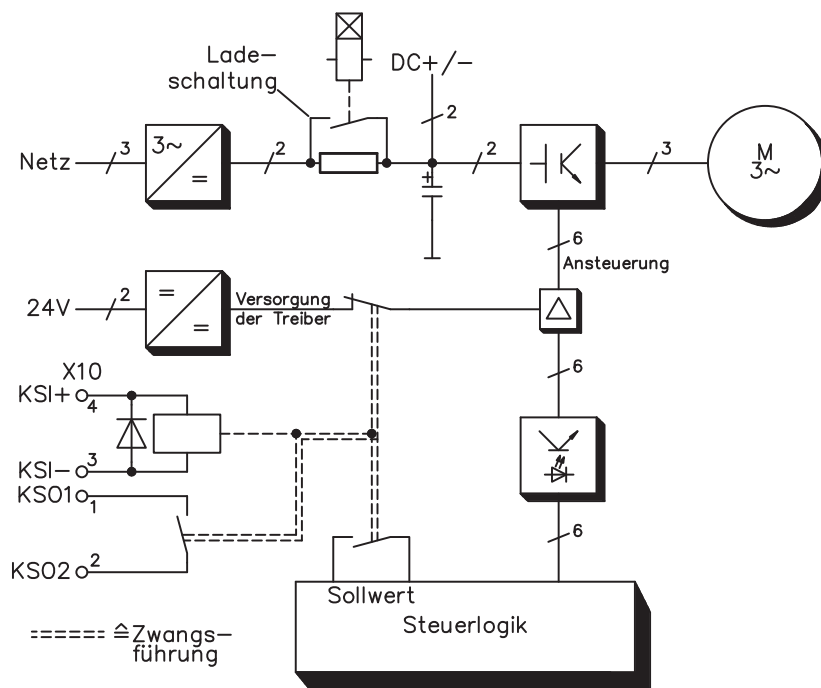 Lade-
schaltung
DC+/-
Netz
3
3~
=
2
2
+
2
3
M
3~
6
Ansteuerung
24V
2
=
=
Versorgung
der Treiber
6
X10
KSI+
4
KSI-
3
KSO1
1
KSO2
2
6
Sollwert
Steuerlogik
≙Zwangs-
führung